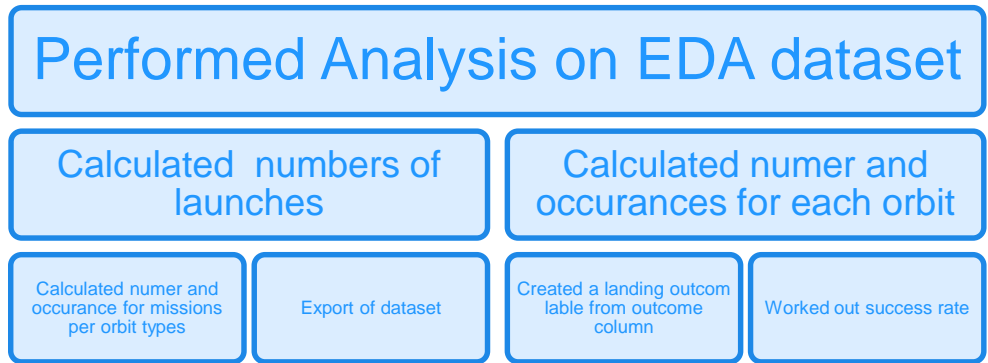 Performed Analysis on EDA dataset
Calculated  numbers of
launches
Calculated numer and
occurances for each orbit
Calculated numer and
occurance for missions
per orbit types
Export of dataset
Created a landing outcom
lable from outcome
column
Worked out success rate